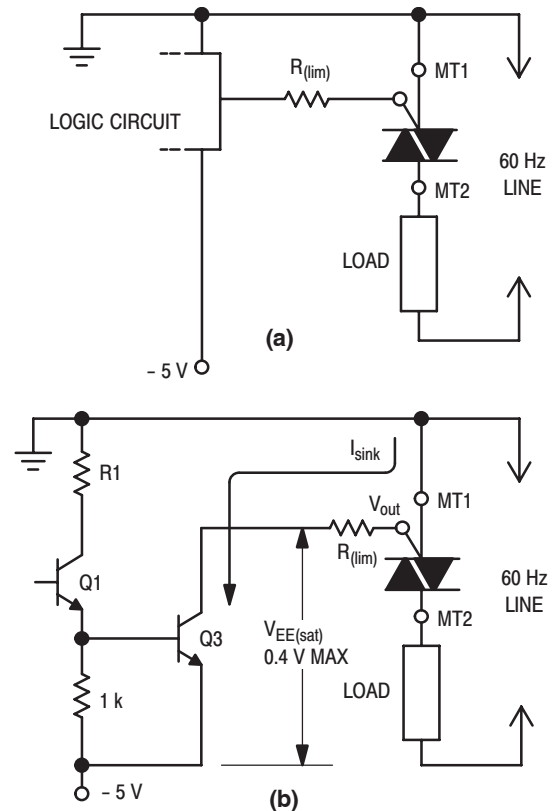 R(lim)
MT1
LOGIC CIRCUIT
60 Hz
LINE
MT2
LOAD
(a)
– 5 V
Isink
R1
Vout
MT1
R(lim)
Q1
60 Hz
LINE
MT2
Q3
VEE(sat)
0.4 V MAX
LOAD
1 k
– 5 V
(b)